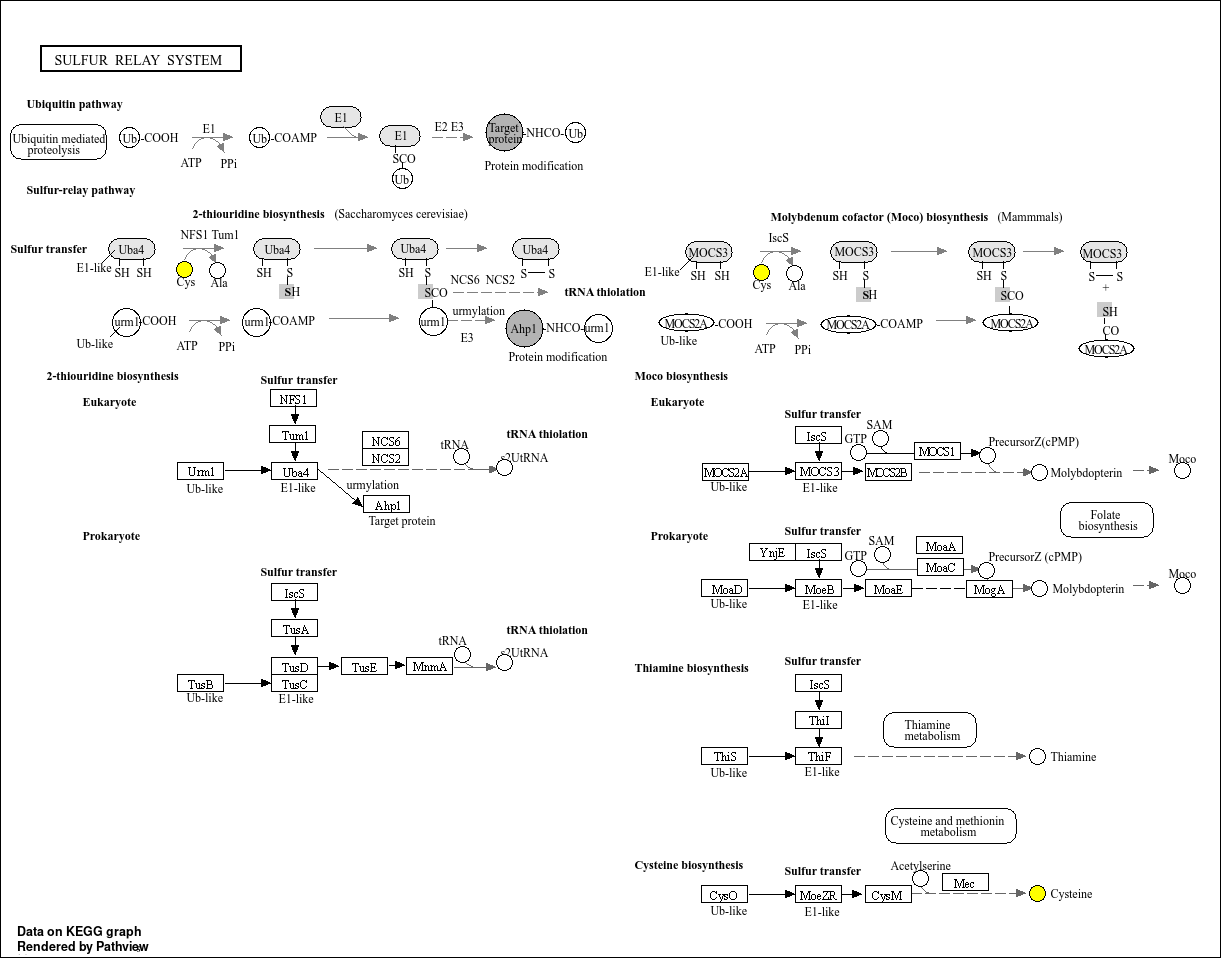 SULFUR RELAY SYSTEM
Ubiquitin pathway
Ubiquitin mediated
proteolysis
Ub
-COOH
E1
ATP
PPi
Ub
-COAMP
E1
E1
SCO
Ub
E2 E3
Target
protein
-NHCO-
Ub
Protein modification
Sulfur-relay pathway
2-thiouridine biosynthesis (Saccharomyces cerevisiae)
Sulfur transfer
Uba4
E1-like
SH SH
NFS1 Tum1
Cys
Ala
Uba4
SH S
SH
Uba4
SH S
SCO
Uba4
S S
NCS6 NCS2
tRNA thiolation
urm1
-COOH
Ub-like
ATP
PPi
urm1
-COAMP
urm1
urmylation
E3
Ahp1
-NHCO-
urm1
Protein modification
Molybdenum cofactor (Moco) biosynthesis (Mammmals)
MOCS3
E1-like
SH SH
IscS
Cys
Ala
MOCS3
SH S
SH
MOCS3
SH S
SCO
MOCS3
S S
+
SH
CO
MOCS2A
MOCS2A
-COOH
Ub-like
ATP
PPi
MOCS2A
-COAMP
MOCS2A
2-thiouridine biosynthesis
Eukaryote
Sulfur transfer
NFS1
Tum1
Urm1
Ub-like
Uba4
E1-like
NCS6
NCS2
tRNA
tRNA thiolation
2UtRNA
urmylation
Ahp1
Target protein
Prokaryote
Sulfur transfer
IscS
TusA
TusD
TusC
E1-like
TusB
Ub-like
TusE
MnmA
tRNA
tRNA thiolation
2UtRNA
Moco biosynthesis
Eukaryote
Sulfur transfer
IscS
GTP
SAM
MOCS1
PrecursorZ(cPMP)
MOCS2A
Ub-like
MOCS3
E1-like
MOCS2B
Molybdopterin
Moco
Folate
biosynthesis
Prokaryote
Sulfur transfer
YnjE
IscS
GTP
SAM
MoaA
MoaC
PrecursorZ (cPMP)
MoaD
Ub-like
MoeB
E1-like
MoaE
MogA
Molybdopterin
Moco
Thiamine biosynthesis
Sulfur transfer
IscS
ThiI
ThiS
Ub-like
ThiF
E1-like
Thiamine
metabolism
Thiamine
Cysteine and methionin
metabolism
Cysteine biosynthesis
Sulfur transfer
Acetylserine
Mec
CysO
Ub-like
MoeZR
E1-like
CysM
Cysteine
Data on KEGG graph
Rendered by Pathview